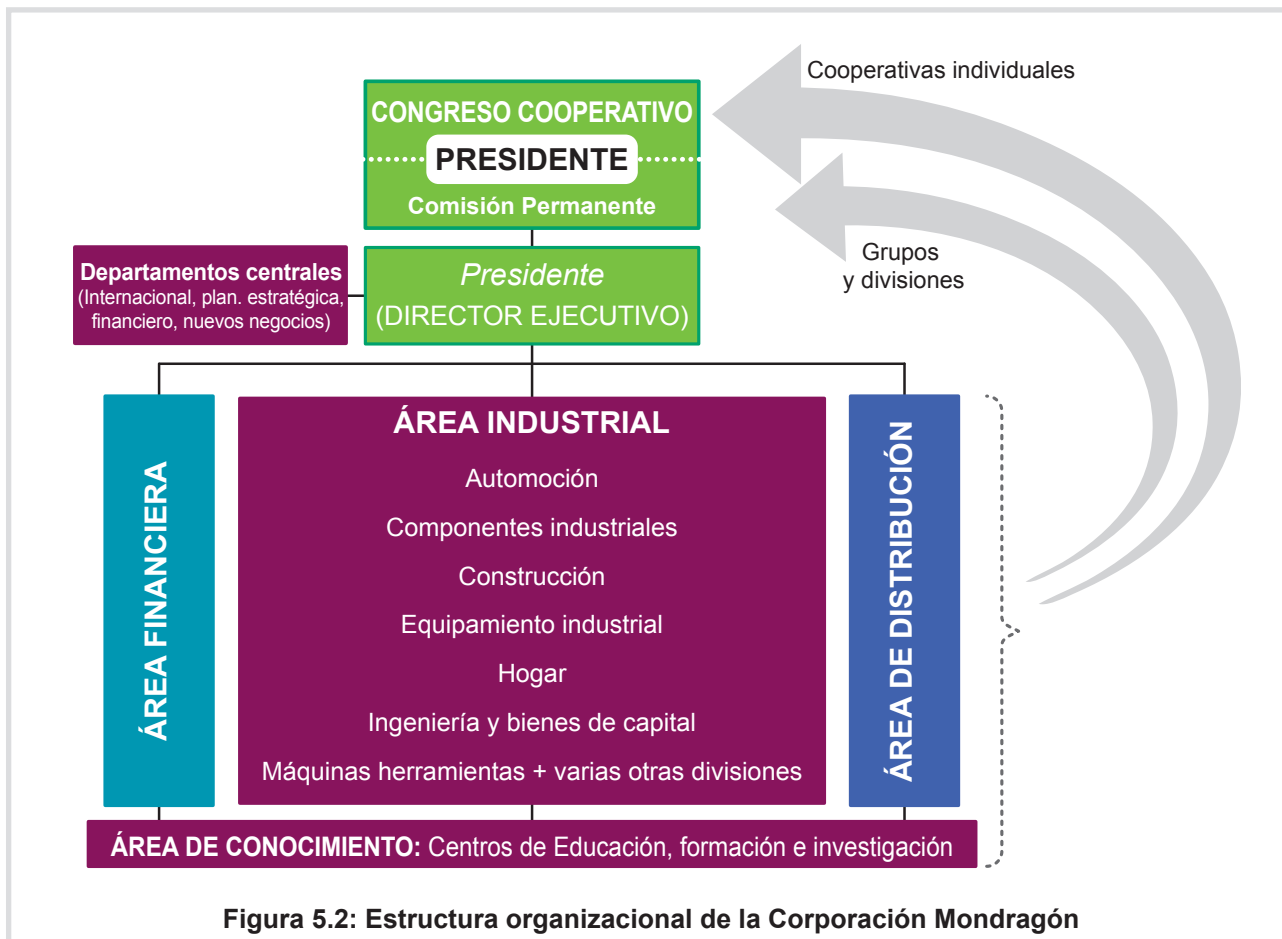 Cooperativas individuales
CONGRESO COOPERATIVO
PRESIDENTE
Comisión Permanente
Grupos
y divisiones
Departamentos centrales
(Internacional, plan. estratégica,
financiero, nuevos negocios)
Presidente
(DIRECTOR EJECUTIVO)
ÁREA FINANCIERA
ÁREA INDUSTRIAL
Automoción
Componentes industriales
Construcción
Equipamiento industrial
Hogar
Ingeniería y bienes de capital
Máquinas herramientas + varias otras divisiones
ÁREA DE DISTRIBUCIÓN
ÁREA DE CONOCIMIENTO: Centros de Educación, formación e investigación
Figura 5.2: Estructura organizacional de la Corporación Mondragón